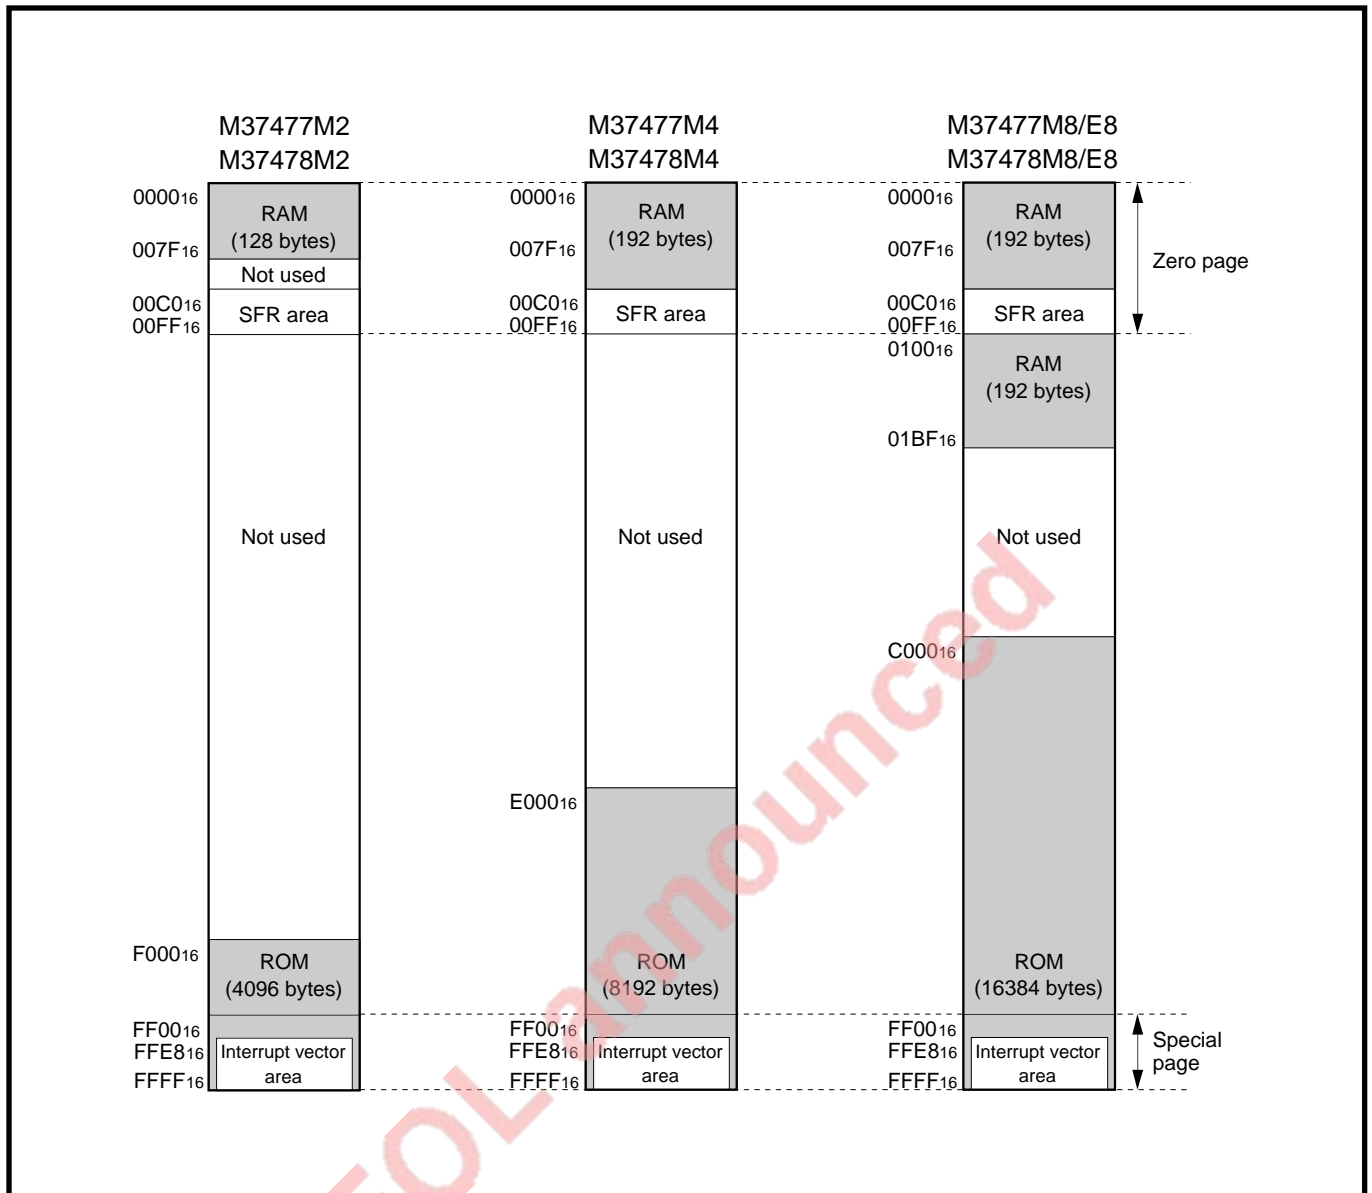 M37477M2
M37478M2
000016
RAM
(128 bytes)
007F16
Not used
00C016
SFR area
00FF16
Not used
F00016
ROM
(4096 bytes)
FF0016
FFE816
Interrupt vector
area
FFFF16
M37477M4
M37478M4
000016
RAM
(192 bytes)
007F16
00C016
SFR area
00FF16
Not used
E00016
ROM
(8192 bytes)
FF0016
FFE816
Interrupt vector
area
FFFF16
M37477M8/E8
M37478M8/E8
000016
RAM
(192 bytes)
007F16
00C016
SFR area
00FF16
010016
RAM
(192 bytes)
01BF16
Not used
C00016
ROM
(16384 bytes)
FF0016
FFE816
Interrupt vector
area
FFFF16
Zero page
Special
page
EOL announced